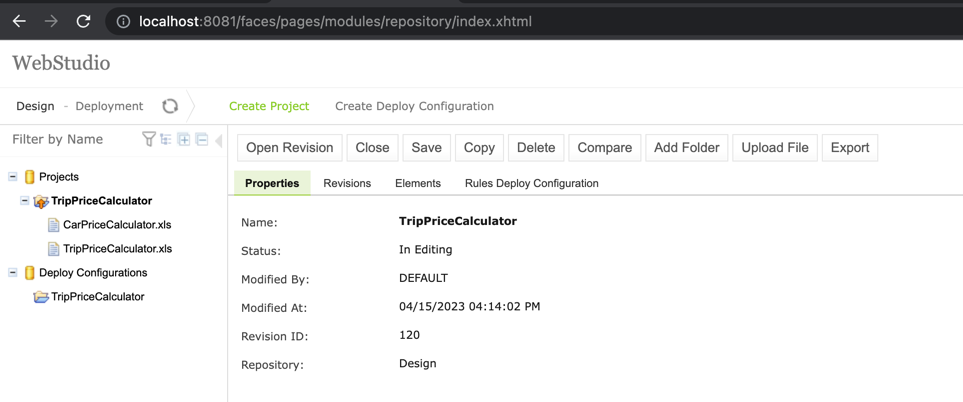 localhost:8081/faces/pages/modules/repository/index.xhtml
WebStudio
Design - Deployment Create Project Create Deploy Configuration
Filter by Name
Open Revision Close Save Copy Delete Compare Add Folder Upload File Export
Properties Revisions Elements Rules Deploy Configuration
Projects
TripPriceCalculator
CarPriceCalculator.xls
TripPriceCalculator.xls
Deploy Configurations
TripPriceCalculator
Name: TripPriceCalculator
Status: In Editing
Modified By: DEFAULT
Modified At: 04/15/2023 04:14:02 PM
Revision ID: 120
Repository: Design